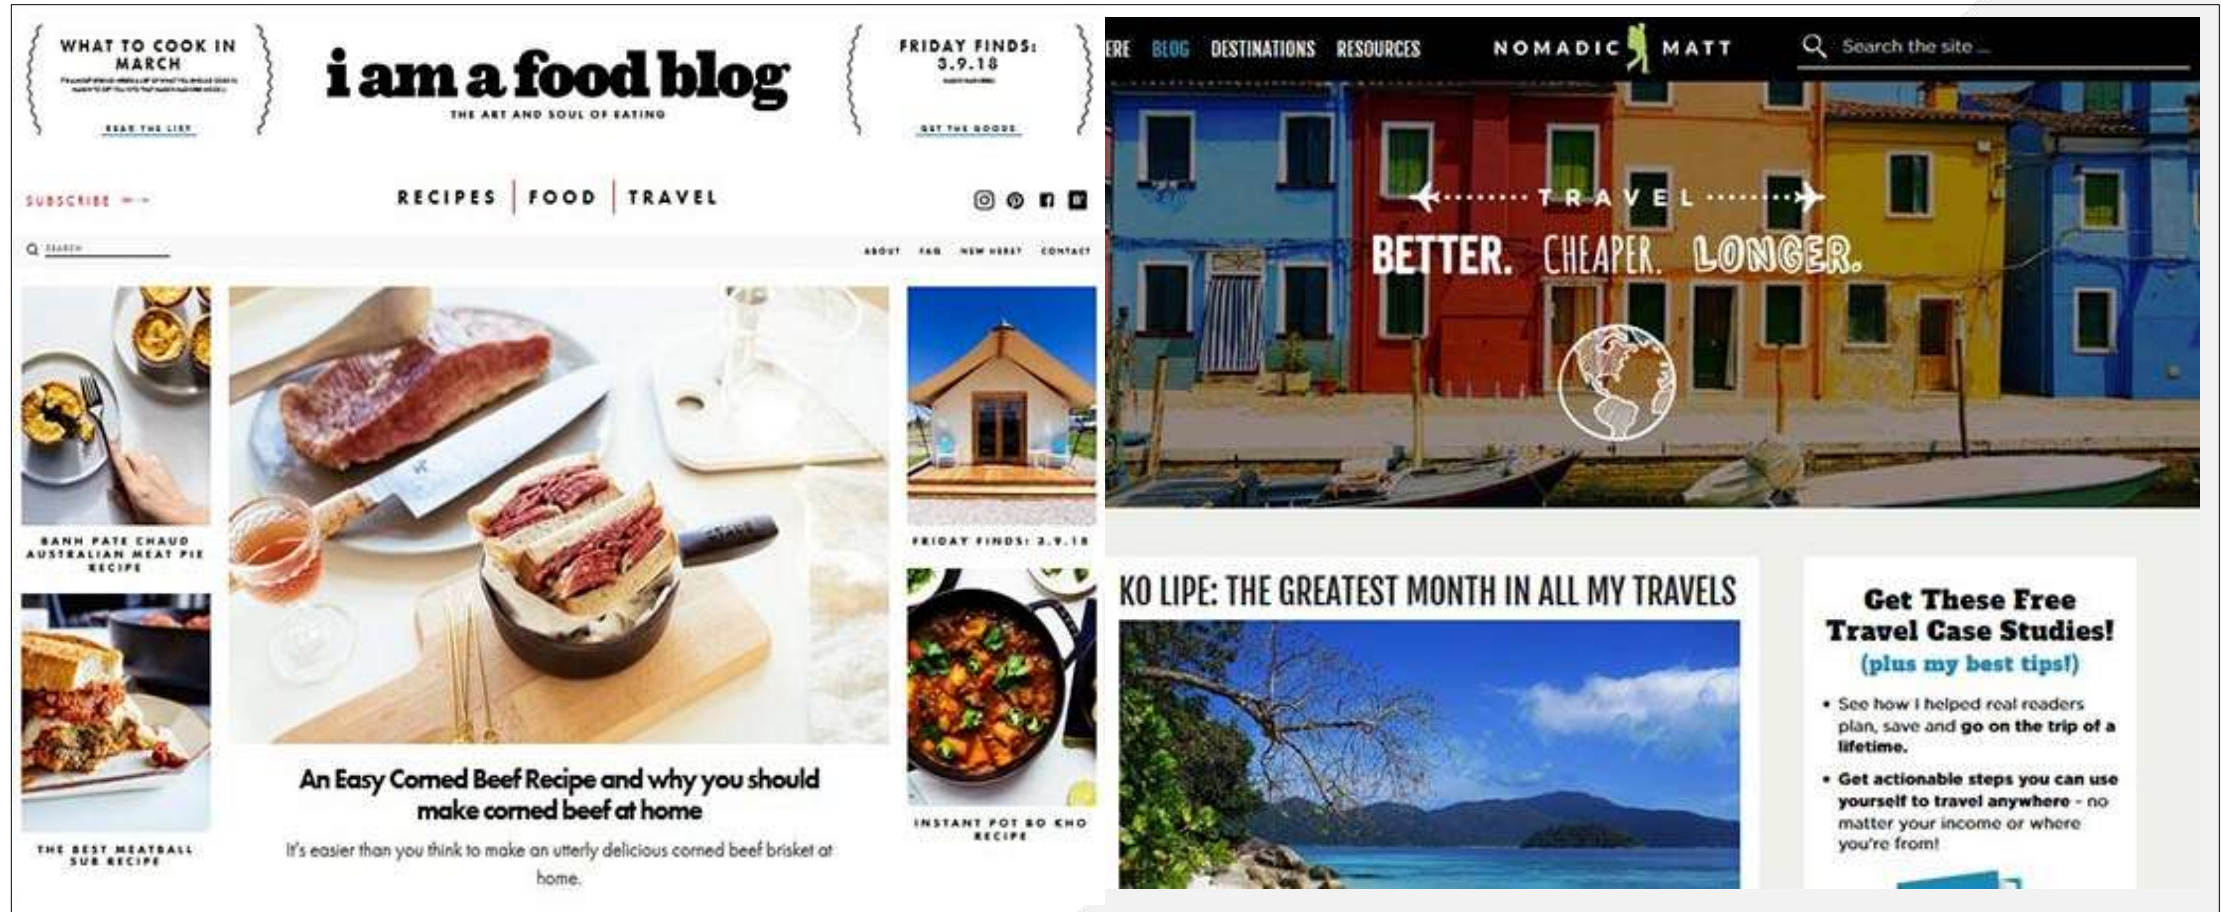 WHAT TO COOK IN
MARCH
READ THE LIST
i am a food blog
THE ART AND SOUL OF EATING
FRIDAY FINDS:
3.9.18
GET THE GOODS
SUBSCRIBE
RECIPES FOOD TRAVEL
SEARCH
ABOUT FAQ NEW HERE? CONTACT
BANH PATE CHAUD
AUSTRALIAN MEAT PIE
RECIPE
THE BEST MEATBALL
SUB RECIPE
An Easy Corned Beef Recipe and why you should
make corned beef at home
It's easier than you think to make an utterly delicious corned beef brisket at
home.
FRIDAY FINDS: 3.9.18
INSTANT POT BO KHO
RECIPE
ERE BLOG DESTINATIONS RESOURCES
NOMADIC MATT
Search the site ...
TRAVEL
BETTER. CHEAPER. LONGER.
KO LIPE: THE GREATEST MONTH IN ALL MY TRAVELS
Get These Free
Travel Case Studies!
(plus my best tips!)
• See how I helped real readers
plan, save and go on the trip of a
lifetime.
• Get actionable steps you can use
yourself to travel anywhere - no
matter your income or where
you're from!